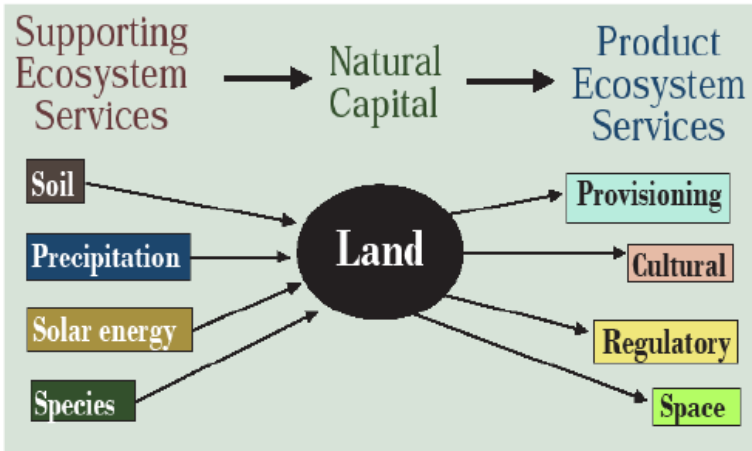 Supporting
Ecosystem
Services
Natural
Capital
Product
Ecosystem
Services
Soil
Precipitation
Solar energy
Species
Land
Provisioning
Cultural
Regulatory
Space